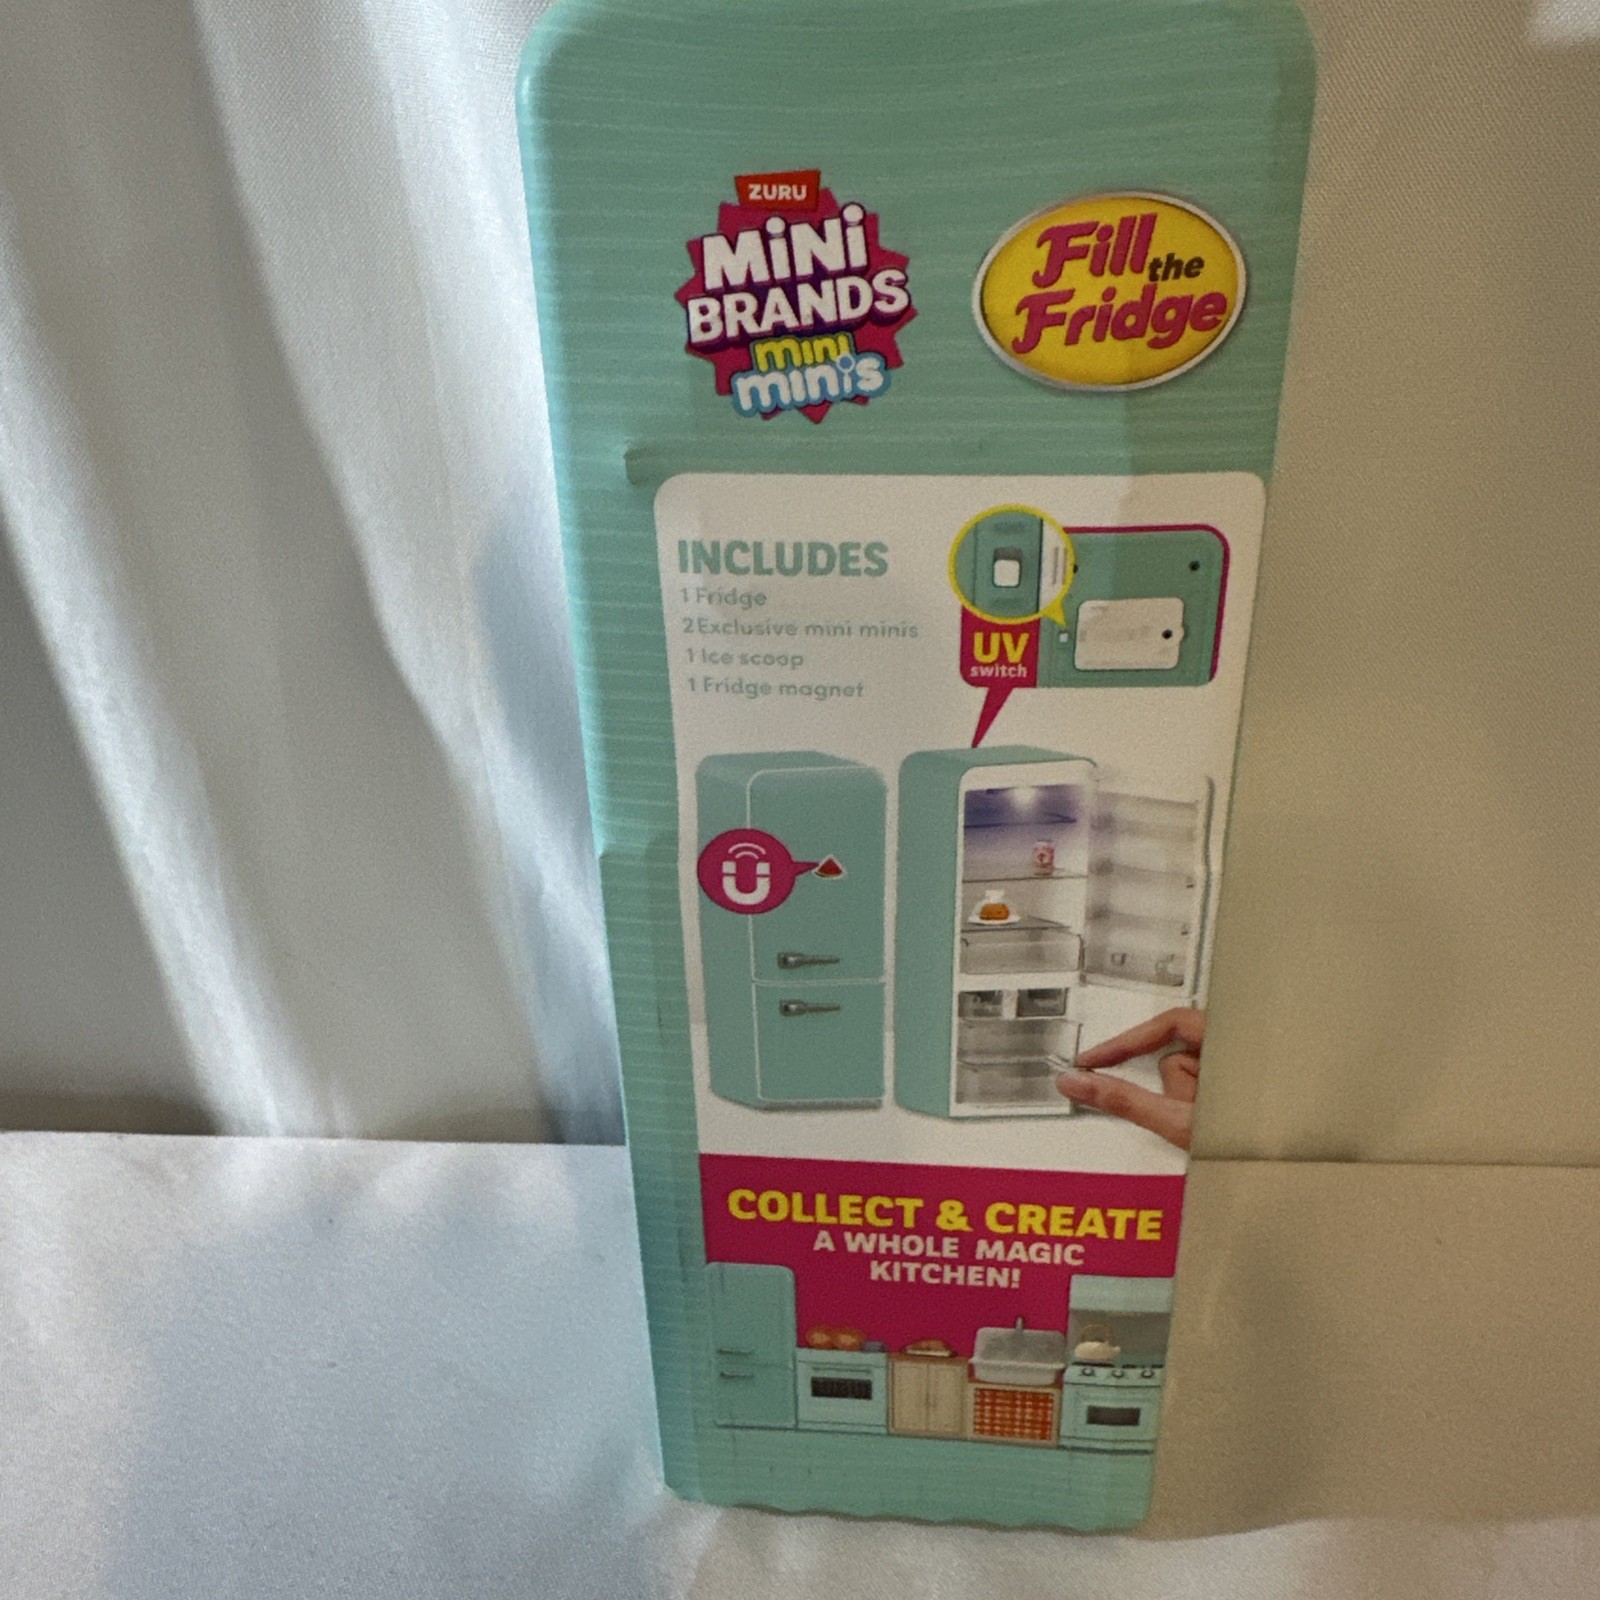 ZURU
MiNi
BRANDS
mini
minis
Fill
the
Fridge
INCLUDES
1 Fridge
2 Exclusive mini minis
1 Ice scoop
1 Fridge magnet
UV
switch
COLLECT & CREATE
A WHOLE MAGIC
KITCHEN!